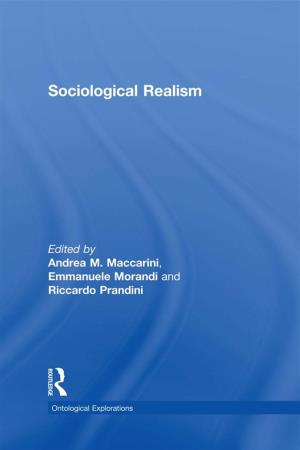 Sociological Realism
Edited by
Andrea M. Maccarini,
Emmanuele Morandi and
Riccardo Prandini
ROUTLEDGE
Ontological Explorations